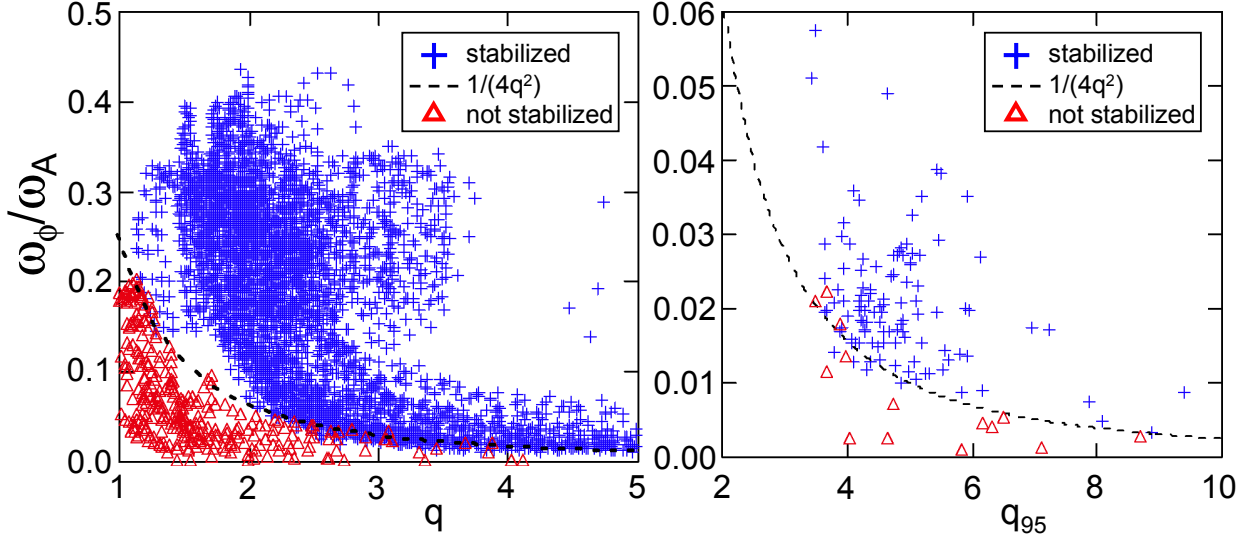 0.5
0.4
0.3
0.2
0.1
0.0
ωϕ/ωA
1
2
3
4
5
q
stabilized
1/(4q²)
not stabilized
0.06
0.05
0.04
0.03
0.02
0.01
0.00
2
4
6
8
10
q95
stabilized
1/(4q²)
not stabilized